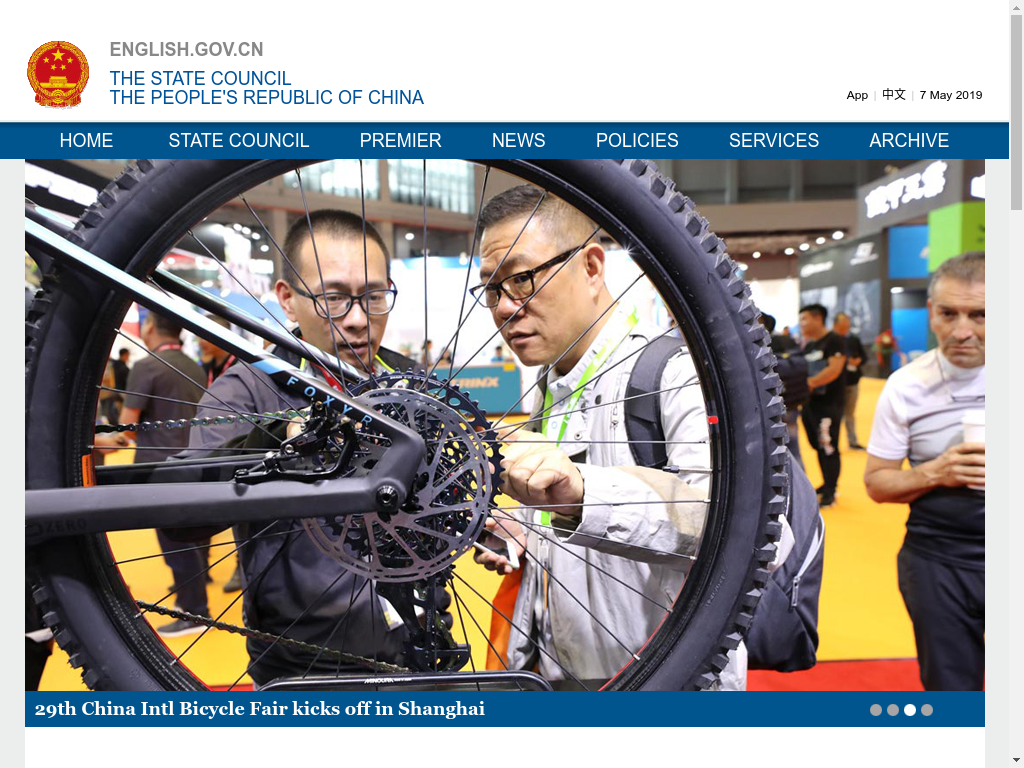 ENGLISH.GOV.CN
THE STATE COUNCIL
THE PEOPLE'S REPUBLIC OF CHINA
App | 中文 | 7 May 2019
HOME STATE COUNCIL PREMIER NEWS POLICIES SERVICES ARCHIVE
FOXY R
29th China Intl Bicycle Fair kicks off in Shanghai